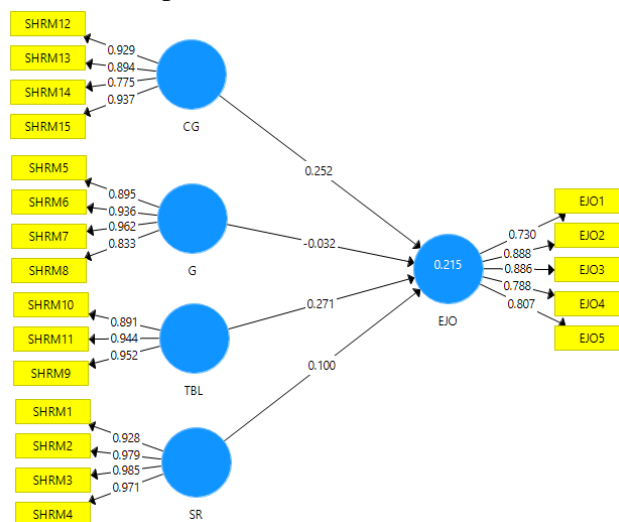 SHRM12
SHRM13
SHRM14
SHRM15
0.929
0.894
0.775
0.937
CG
0.252
SHRM5
SHRM6
SHRM7
SHRM8
0.895
0.936
0.962
0.833
G
-0.032
SHRM10
SHRM11
SHRM9
0.891
0.944
0.952
TBL
0.271
SHRM1
SHRM2
SHRM3
SHRM4
0.928
0.979
0.985
0.971
SR
0.100
0.215
EJO
0.730
0.888
0.886
0.788
0.807
EJO1
EJO2
EJO3
EJO4
EJO5